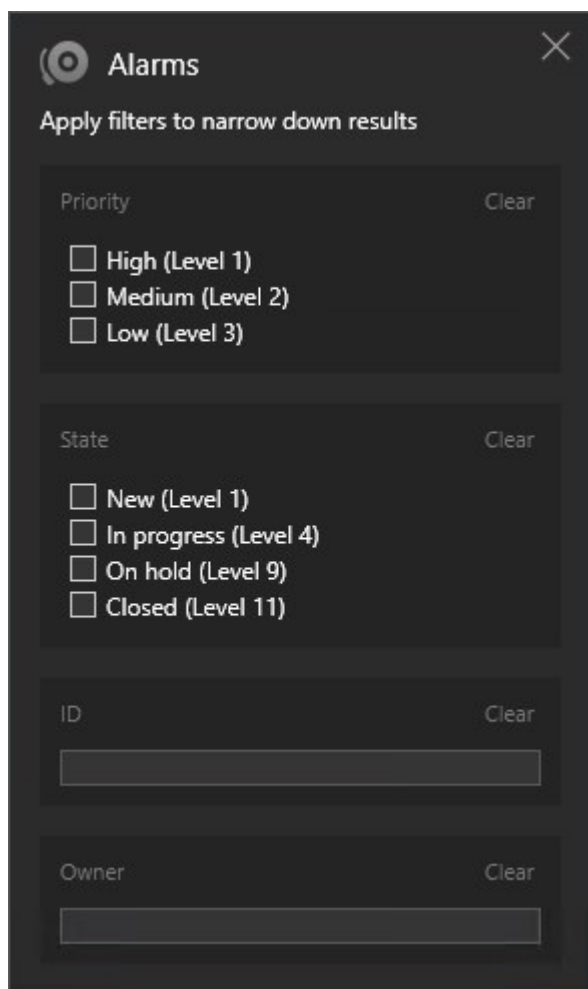 Alarms
Apply filters to narrow down results
Priority Clear
High (Level 1)
Medium (Level 2)
Low (Level 3)
State Clear
New (Level 1)
In progress (Level 4)
On hold (Level 9)
Closed (Level 11)
ID Clear
Owner Clear